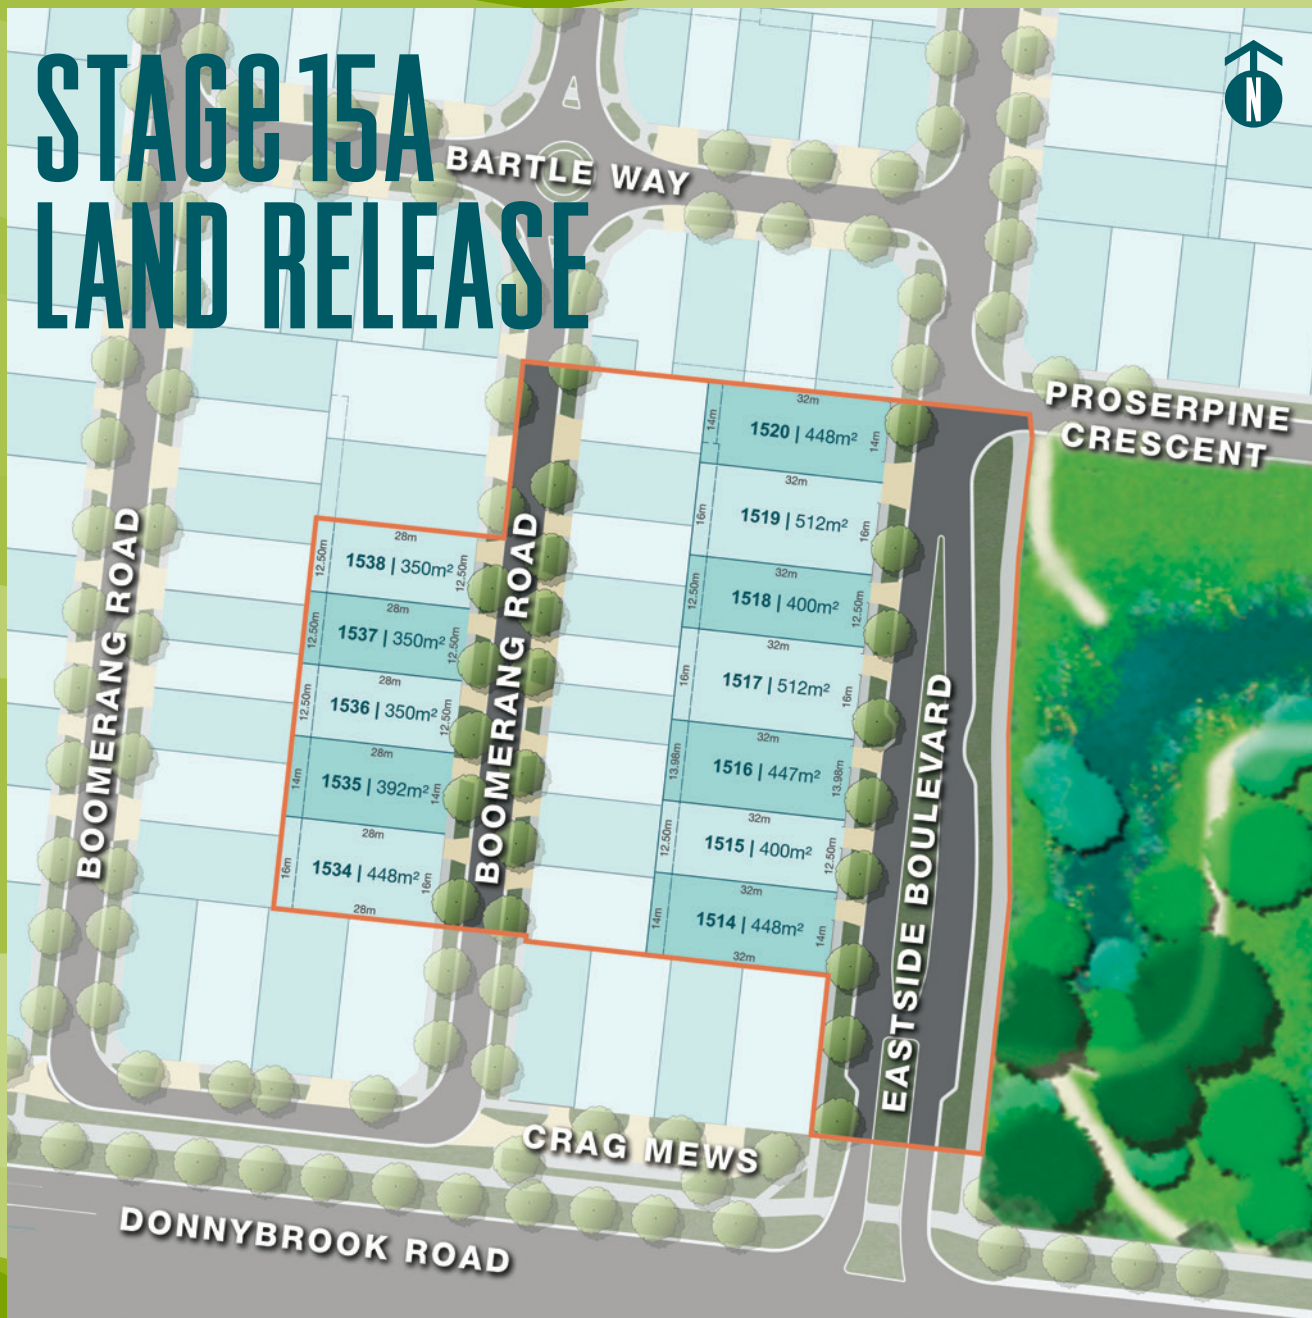 STAGE 15A
LAND RELEASE
N
BARTLE WAY
PROSERPINE
CRESCENT
BOOMERANG ROAD
BOOMERANG ROAD
EASTSIDE BOULEVARD
CRAG MEWS
DONNYBROOK ROAD
32m
14m
1520 | 448m²
14m
32m
16m
1519 | 512m²
16m
32m
12.50m
1518 | 400m²
12.50m
32m
16m
1517 | 512m²
16m
32m
13.98m
1516 | 447m²
13.98m
32m
12.50m
1515 | 400m²
12.50m
32m
14m
1514 | 448m²
14m
32m
28m
12.50m
1538 | 350m²
12.50m
28m
12.50m
1537 | 350m²
12.50m
28m
12.50m
1536 | 350m²
12.50m
28m
14m
1535 | 392m²
14m
28m
16m
1534 | 448m²
16m
28m